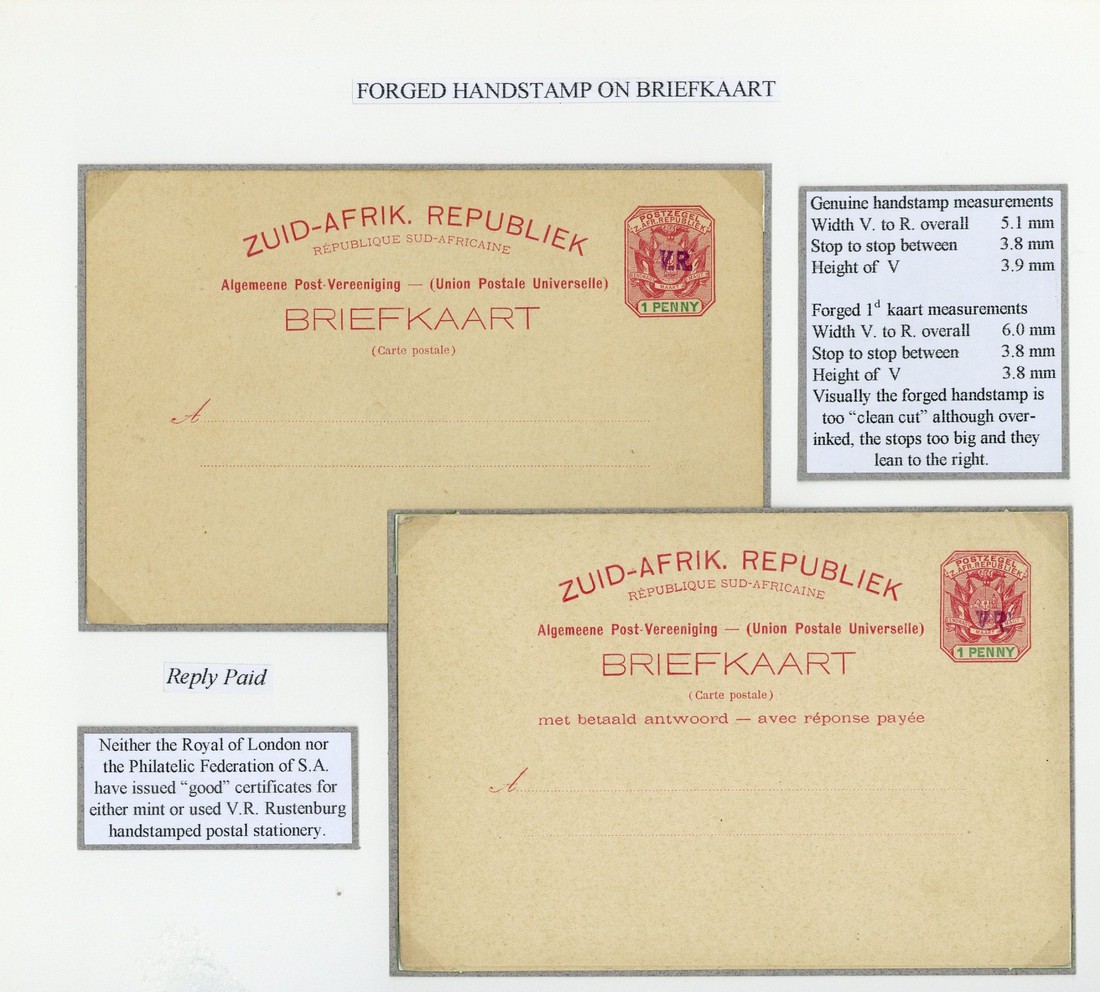 FORGED HANDSTAMP ON BRIEFKAART
ZUID-AFRIK. REPUBLIEK
RÉPUBLIQUE SUD-AFRICAINE
Algemeene Post-Vereeniging — (Union Postale Universelle)
BRIEFKAART
(Carte postale)
A
POSTZEGEL
Z. AFR. REPUBLIEK
V.R.
EENDRAGT MAAKT MAGT
1 PENNY
Genuine handstamp measurements
Width V. to R. overall 5.1 mm
Stop to stop between 3.8 mm
Height of V 3.9 mm
Forged 1d kaart measurements
Width V. to R. overall 6.0 mm
Stop to stop between 3.8 mm
Height of V 3.8 mm
Visually the forged handstamp is
too “clean cut” although over-
inked, the stops too big and they
lean to the right.
ZUID-AFRIK. REPUBLIEK
RÉPUBLIQUE SUD-AFRICAINE
Algemeene Post-Vereeniging — (Union Postale Universelle)
BRIEFKAART
(Carte postale)
met betaald antwoord — avec réponse payée
A
POSTZEGEL
Z. AFR. REPUBLIEK
V.R.
EENDRAGT MAAKT MAGT
1 PENNY
Reply Paid
Neither the Royal of London nor
the Philatelic Federation of S.A.
have issued “good” certificates for
either mint or used V.R. Rustenburg
handstamped postal stationery.